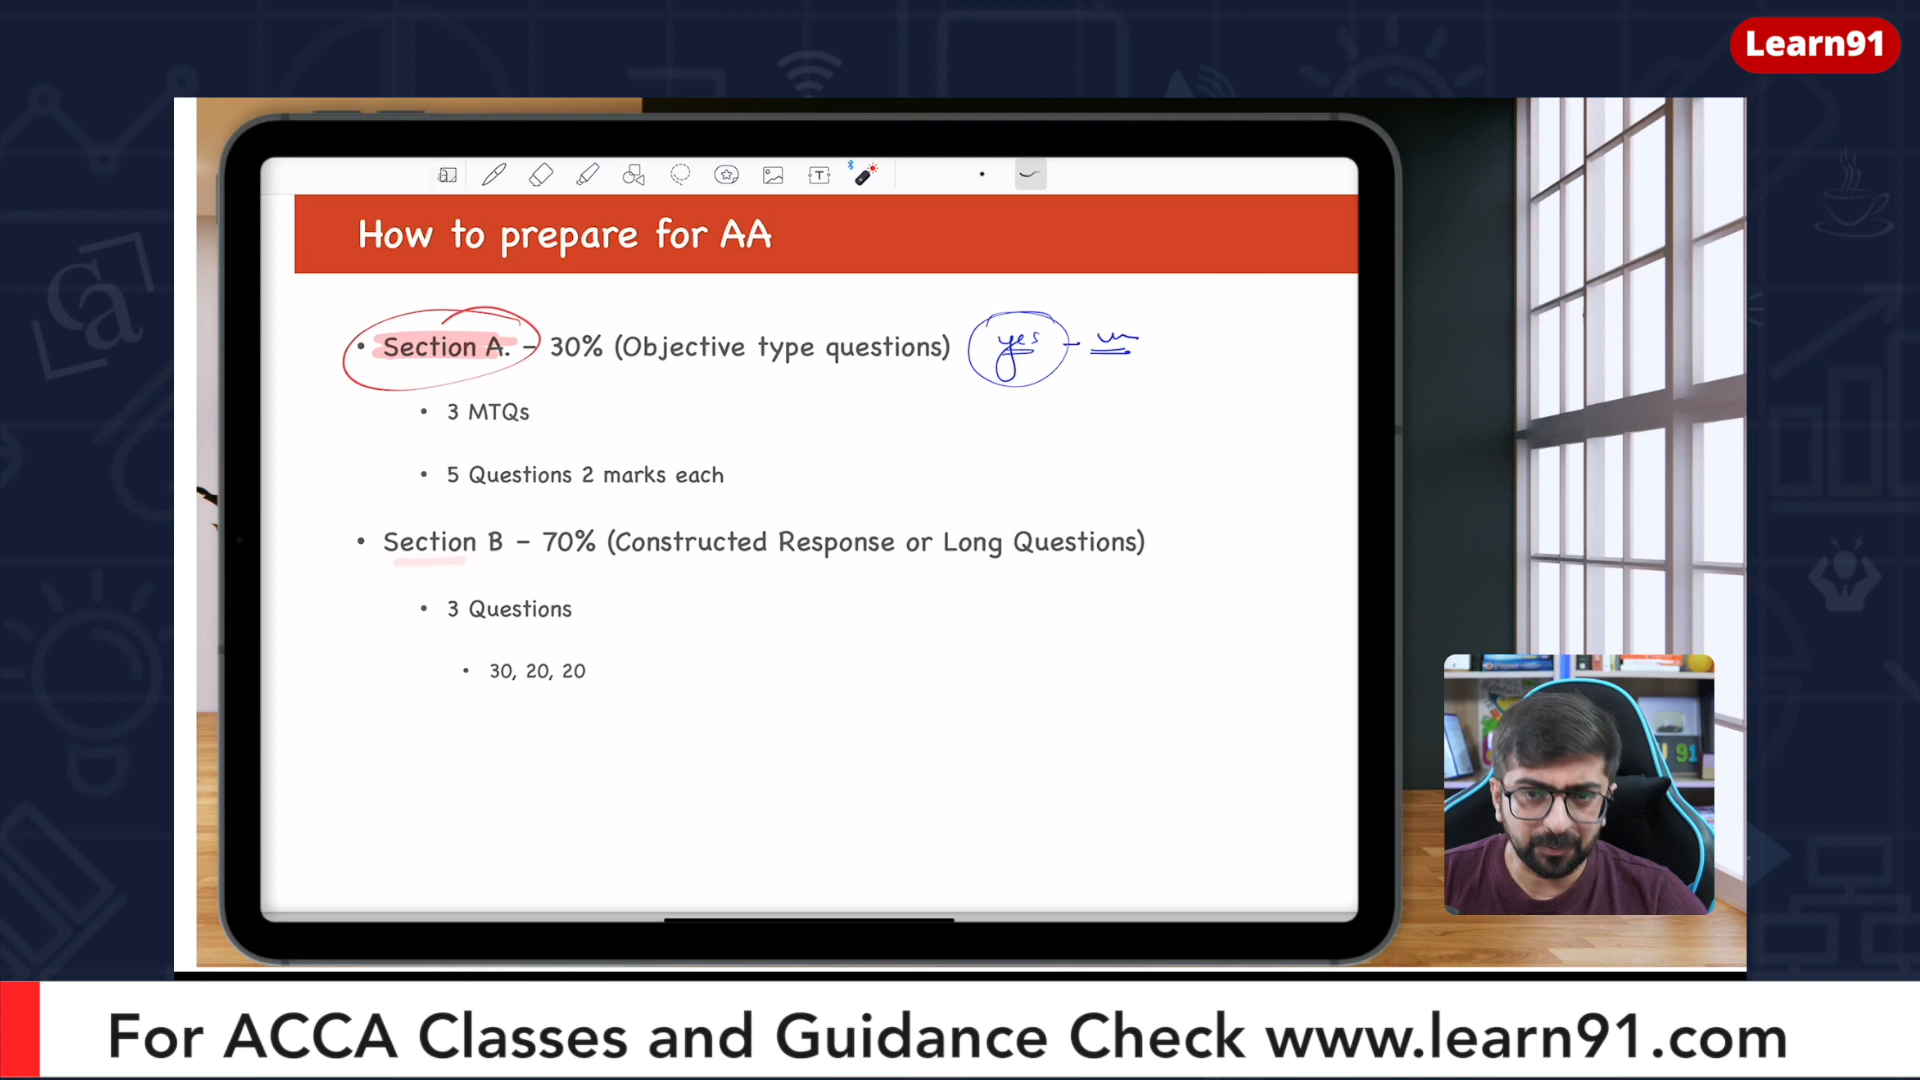 Learn91
How to prepare for AA
• Section A. – 30% (Objective type questions) yes –
• 3 MTQs
• 5 Questions 2 marks each
• Section B – 70% (Constructed Response or Long Questions)
• 3 Questions
• 30, 20, 20
91
For ACCA Classes and Guidance Check www.learn91.com